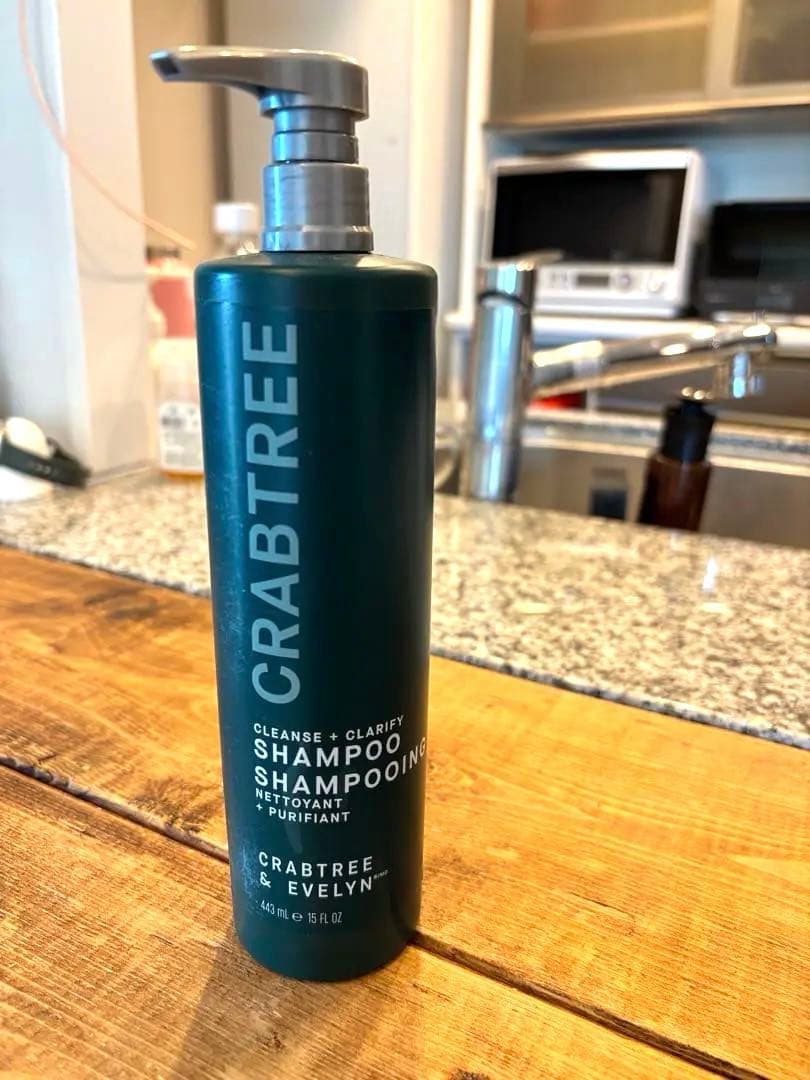 CRABTREE
CLEANSE + CLARIFY
SHAMPOO
SHAMPOOING
NETTOYANT
+ PURIFIANT
CRABTREE
& EVELYN
443 mL ℮ 15 FL OZ